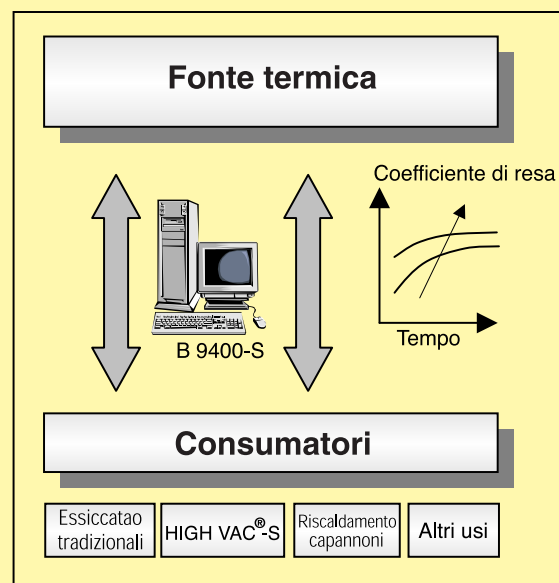 Fonte termica
Coefficiente di resa
Tempo
B 9400-S
Consumatori
Essiccatao
tradizionali
HIGH VAC®-S
Riscaldamento
capannoni
Altri usi